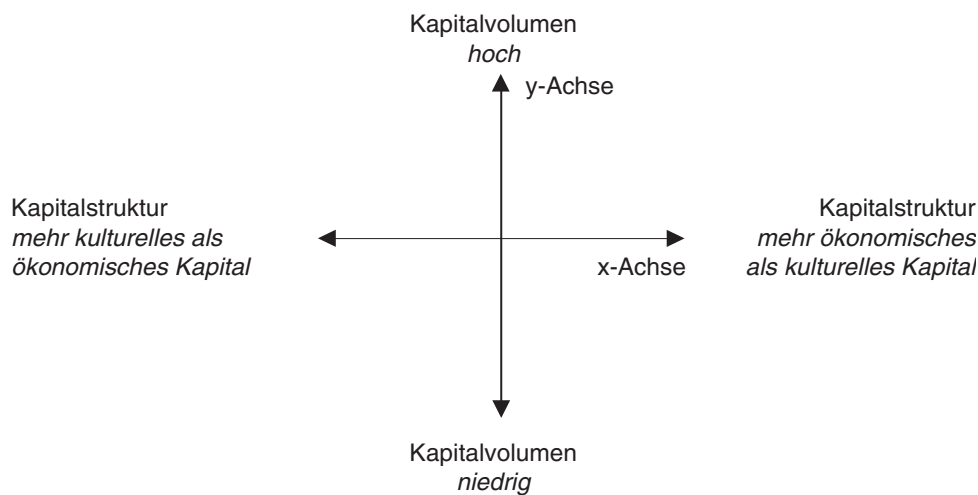 Kapitalvolumen
hoch
y-Achse
Kapitalstruktur
mehr kulturelles als
ökonomisches Kapital
Kapitalstruktur
mehr ökonomisches
als kulturelles Kapital
x-Achse
Kapitalvolumen
niedrig